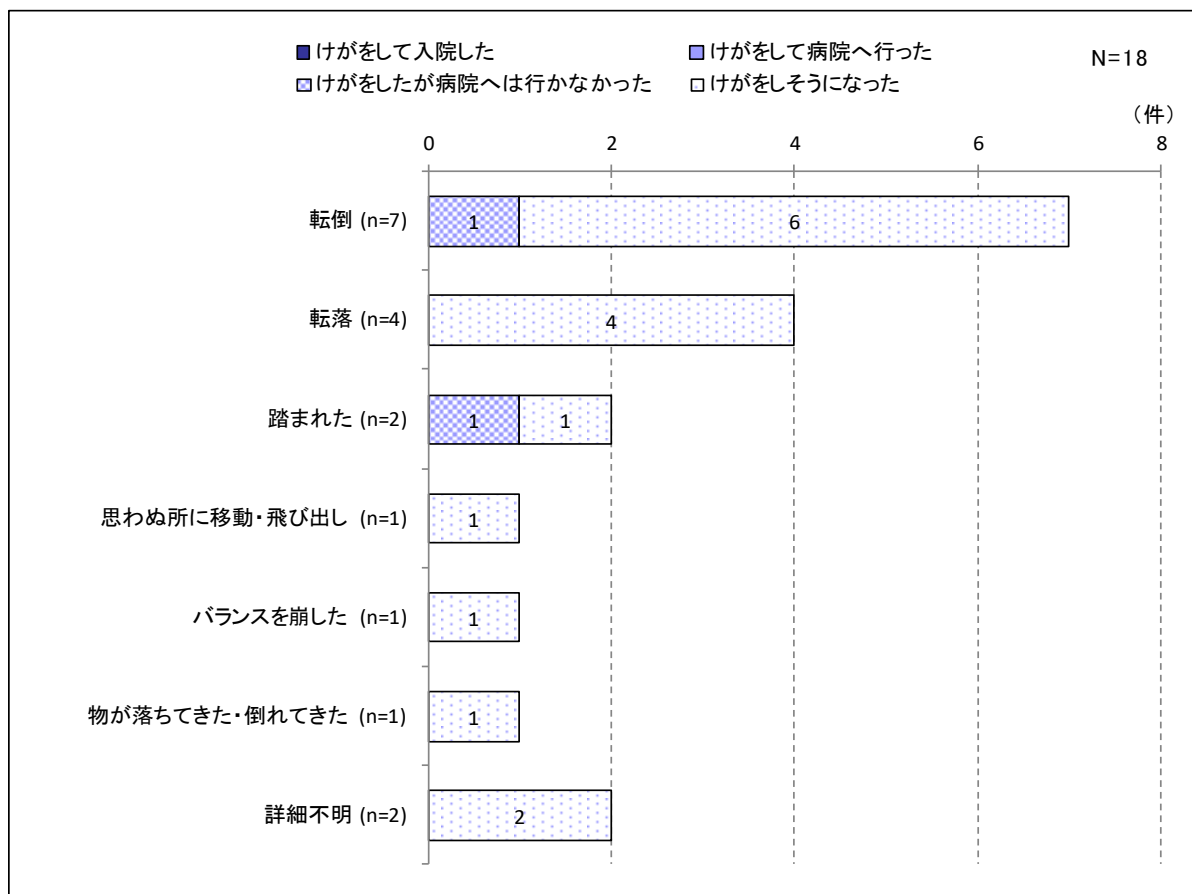 けがをして入院した けがをして病院へ行った N=18
けがをしたが病院へは行かなかった けがをしそうになった
（件）
0 2 4 6 8
転倒 (n=7) 1 6
転落 (n=4) 4
踏まれた (n=2) 1 1
思わぬ所に移動・飛び出し (n=1) 1
バランスを崩した (n=1) 1
物が落ちてきた・倒れてきた (n=1) 1
詳細不明 (n=2) 2